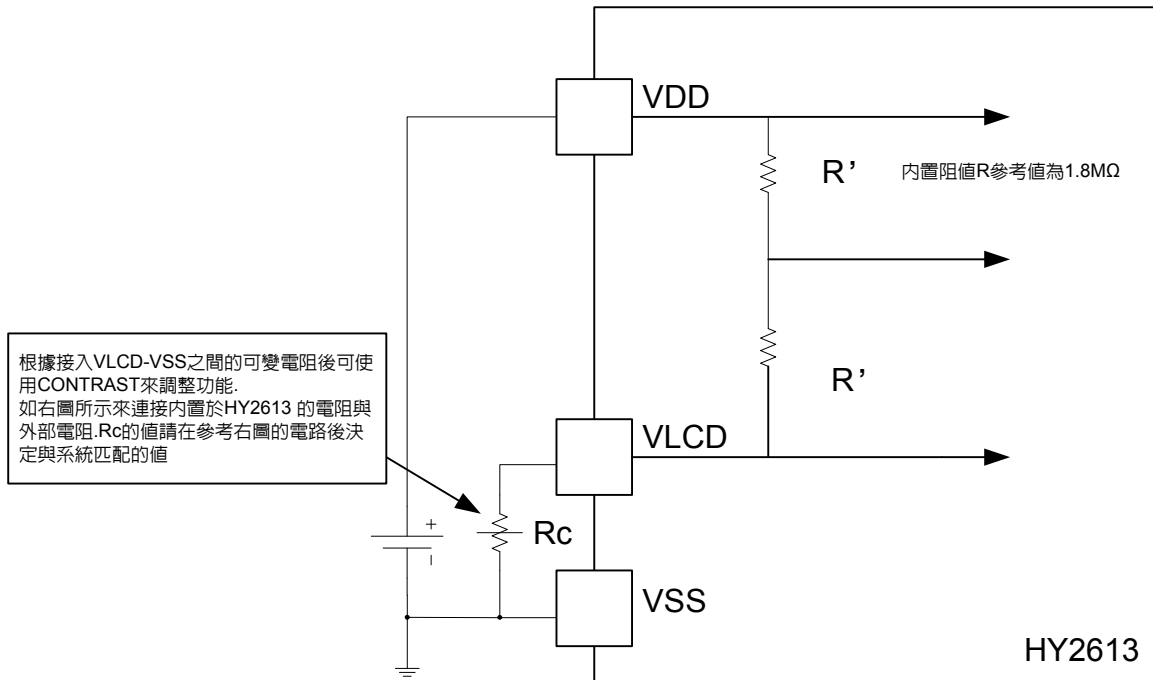 VDD
R’
內置阻值R參考值為1.8MΩ
R’
根據接入VLCD-VSS之間的可變電阻後可使
用CONTRAST來調整功能.
如右圖所示來連接內置於HY2613 的電阻與
外部電阻.Rc的值請在參考右圖的電路後決
定與系統匹配的值
VLCD
+
Rc
-
VSS
HY2613